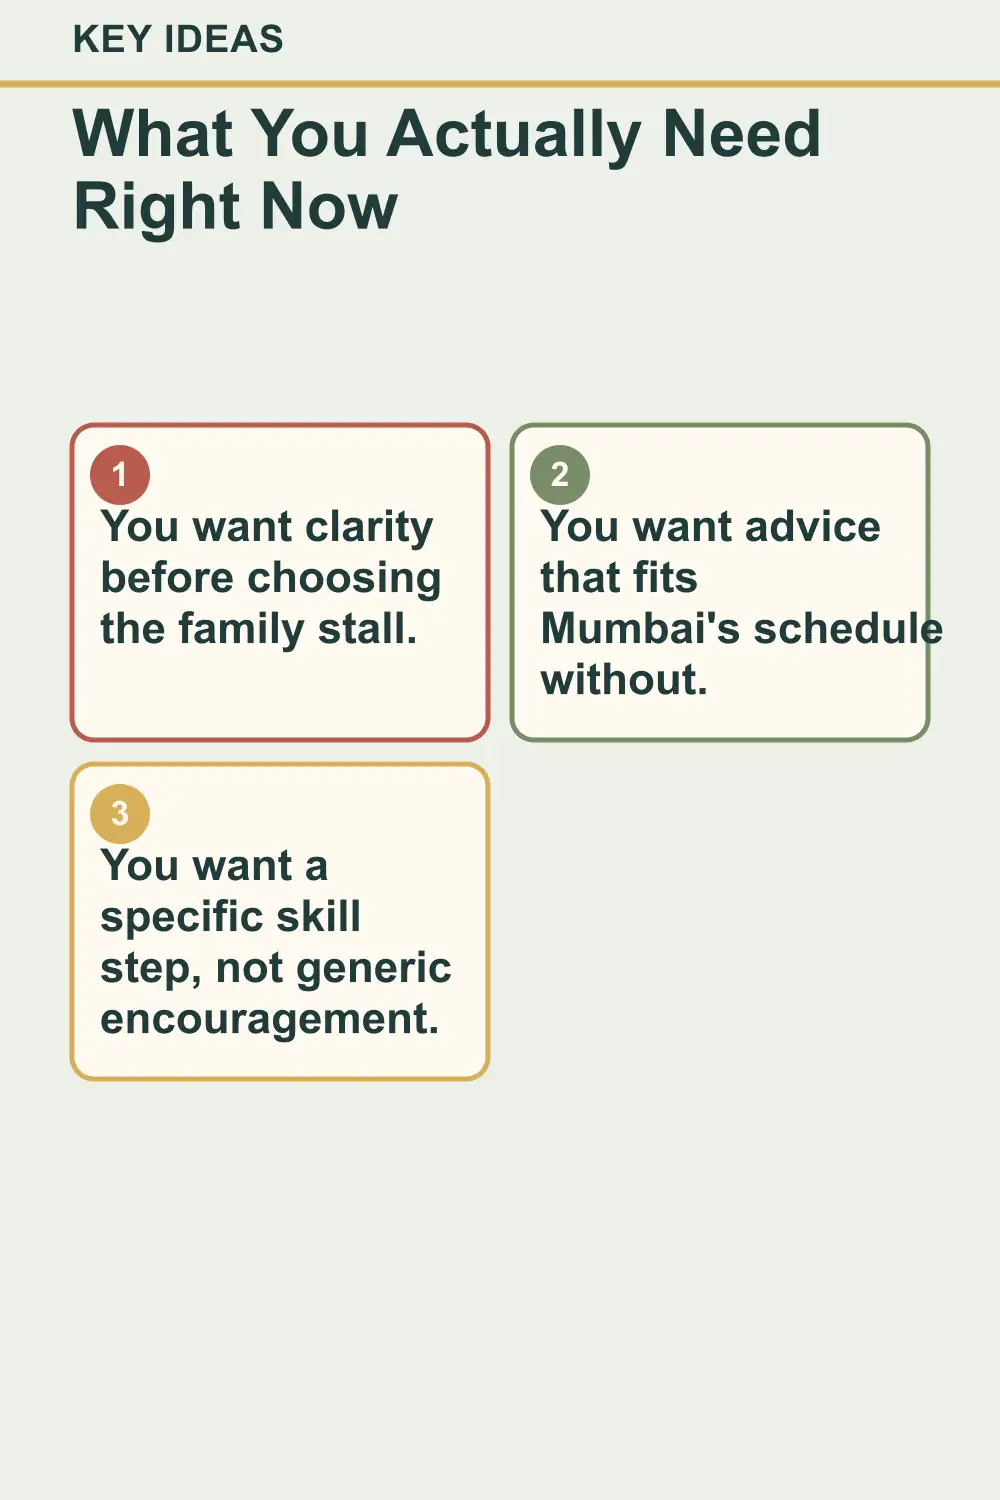 KEY IDEAS
What You Actually Need
Right Now
1
You want clarity
before choosing
the family stall.
2
You want advice
that fits
Mumbai's schedule
without.
3
You want a
specific skill
step, not generic
encouragement.